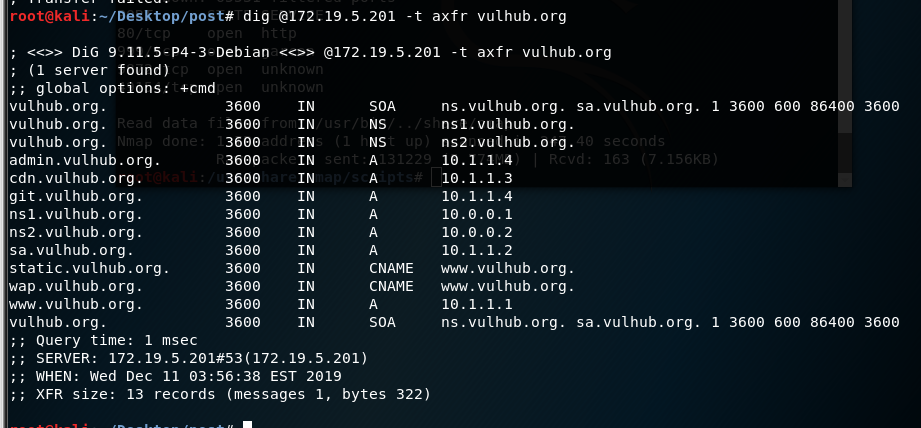 root@kali:~/Desktop/post# dig @172.19.5.201 -t axfr vulhub.org
80/tcp open http
; <<>> DiG 9.11.5-P4-3-Debian <<>> @172.19.5.201 -t axfr vulhub.org
; (1 server found)
;; global options: +cmd
vulhub.org. 3600 IN SOA ns.vulhub.org. sa.vulhub.org. 1 3600 600 86400 3600
vulhub.org. 3600 IN NS ns1.vulhub.org.
vulhub.org. 3600 IN NS ns2.vulhub.org.
admin.vulhub.org. 3600 IN A 10.1.1.4
cdn.vulhub.org. 3600 IN A 10.1.1.3
git.vulhub.org. 3600 IN A 10.1.1.4
ns1.vulhub.org. 3600 IN A 10.0.0.1
ns2.vulhub.org. 3600 IN A 10.0.0.2
sa.vulhub.org. 3600 IN A 10.1.1.2
static.vulhub.org. 3600 IN CNAME www.vulhub.org.
wap.vulhub.org. 3600 IN CNAME www.vulhub.org.
www.vulhub.org. 3600 IN A 10.1.1.1
vulhub.org. 3600 IN SOA ns.vulhub.org. sa.vulhub.org. 1 3600 600 86400 3600
;; Query time: 1 msec
;; SERVER: 172.19.5.201#53(172.19.5.201)
;; WHEN: Wed Dec 11 03:56:38 EST 2019
;; XFR size: 13 records (messages 1, bytes 322)
root@kali:~/Desktop/post#